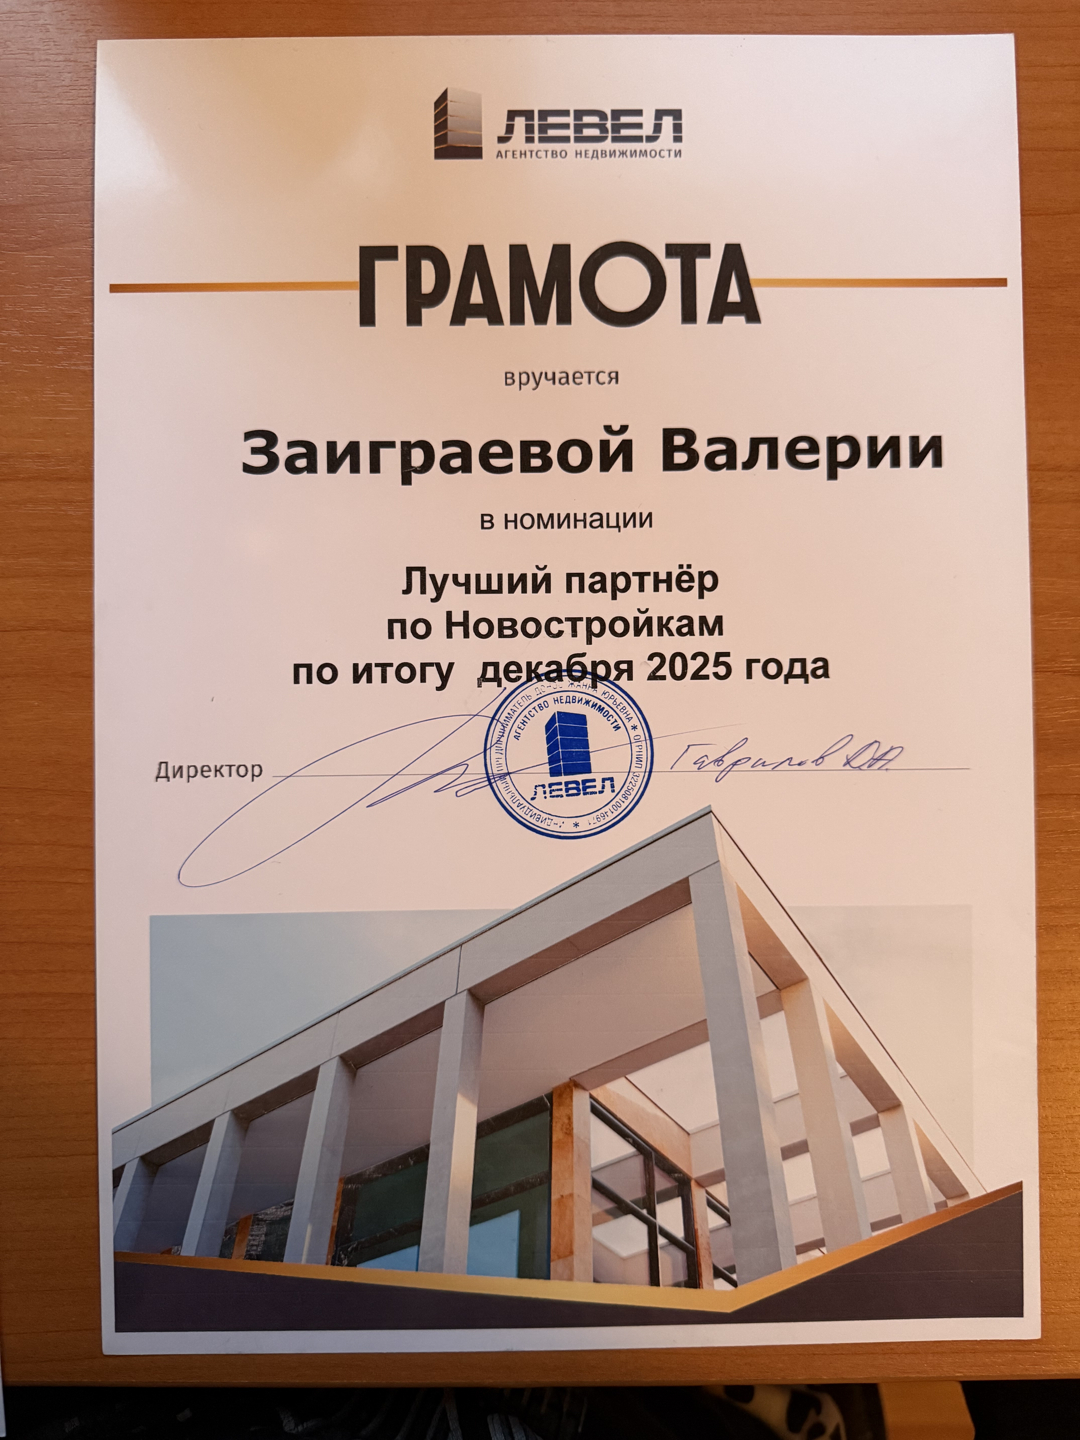 ЛЕВЕЛ
АГЕНТСТВО НЕДВИЖИМОСТИ
ГРАМОТА
вручается
Заиграевой Валерии
в номинации
Лучший партнёр
по Новостройкам
по итогу декабря 2025 года
Директор
Гаврилов
АГЕНТСТВО НЕДВИЖИМОСТИ
ЛЕВЕЛ